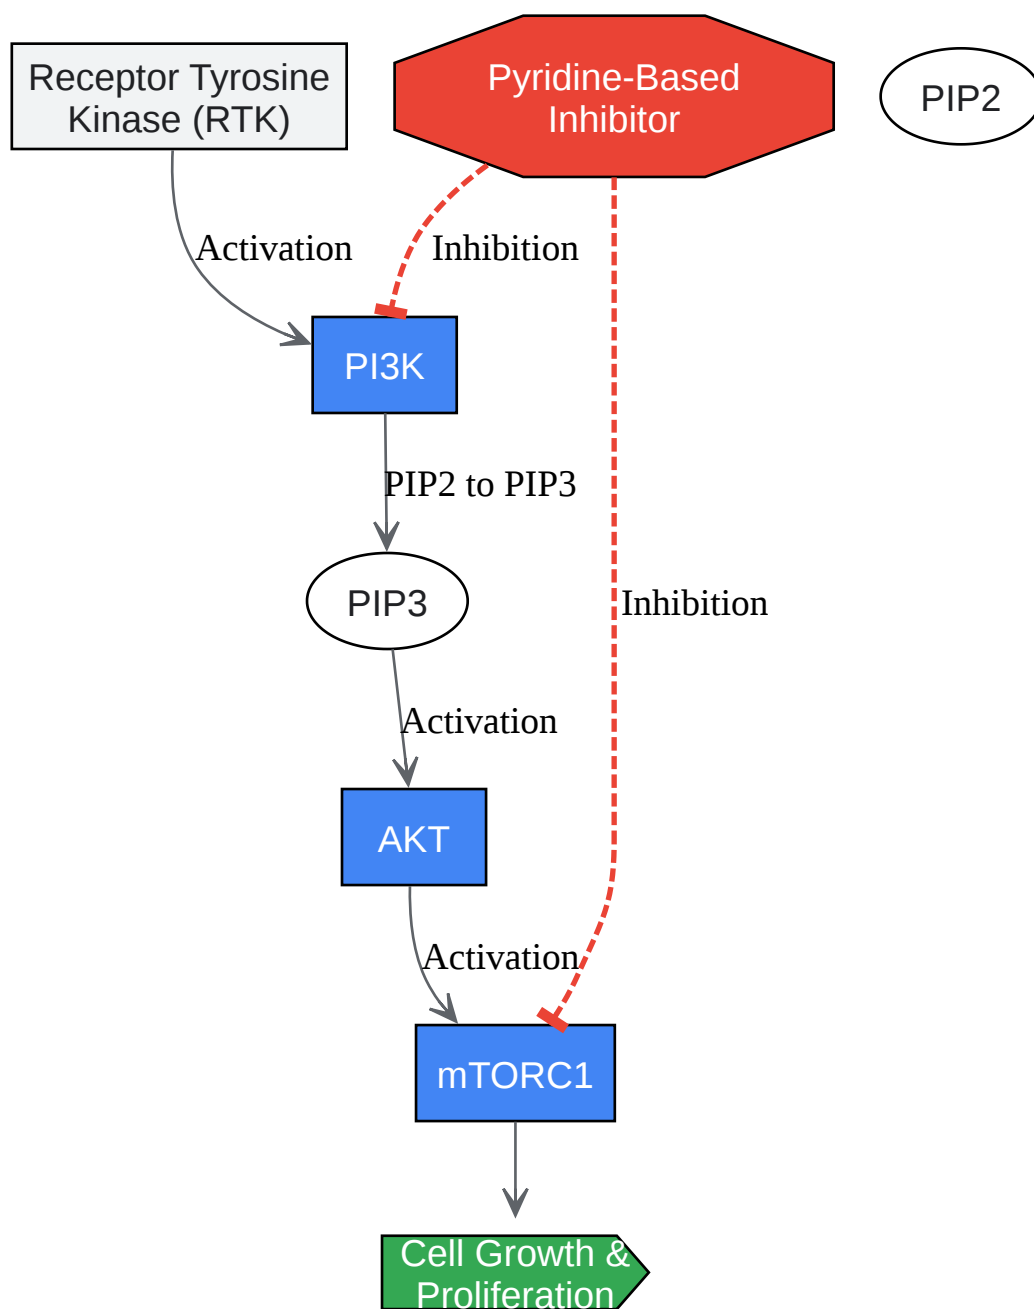 Receptor Tyrosine
Kinase (RTK)
Pyridine-Based
Inhibitor
PIP2
Activation
Inhibition
PI3K
PIP2 to PIP3
PIP3
Inhibition
Activation
AKT
Activation
mTORC1
Cell Growth &
Proliferation